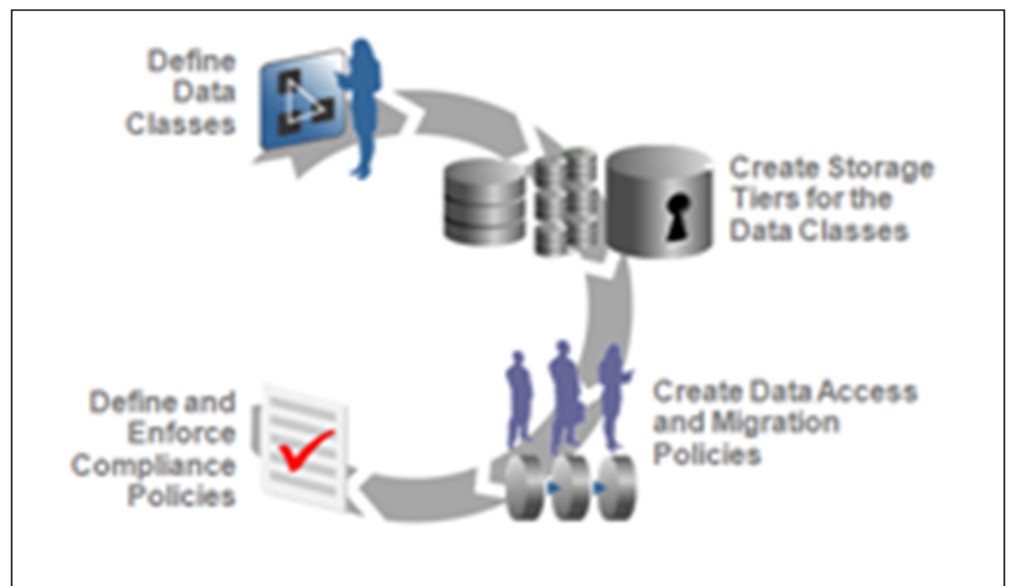 Define
Data
Classes
Create Storage
Tiers for the
Data Classes
Create Data Access
and Migration
Policies
Define and
Enforce
Compliance
Policies